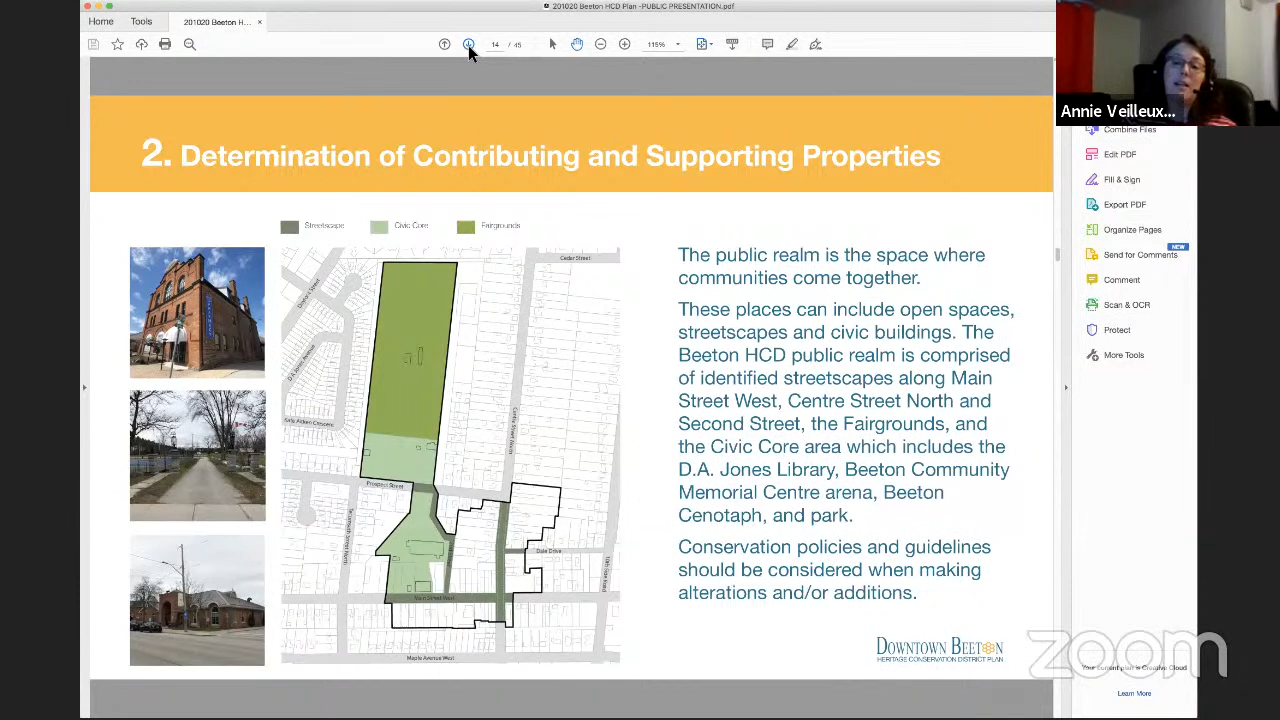 201020 Beeton HCD Plan -PUBLIC PRESENTATION.pdf
Home
Tools
201020 Beeton H...
×
14 / 45
115%
Annie Veilleux...
Combine Files
Edit PDF
Fill & Sign
Export PDF
Organize Pages
NEW
Send for Comments
Comment
Scan & OCR
Protect
More Tools
2. Determination of Contributing and Supporting Properties
Streetscape
Civic Core
Fairgrounds
Cedar Street
Prospect Street
Dale Drive
Main Street West
Maple Avenue West
The public realm is the space where
communities come together.
These places can include open spaces,
streetscapes and civic buildings. The
Beeton HCD public realm is comprised
of identified streetscapes along Main
Street West, Centre Street North and
Second Street, the Fairgrounds, and
the Civic Core area which includes the
D.A. Jones Library, Beeton Community
Memorial Centre arena, Beeton
Cenotaph, and park.
Conservation policies and guidelines
should be considered when making
alterations and/or additions.
DOWNTOWN BEETON
HERITAGE CONSERVATION DISTRICT PLAN
zoom
Your current plan is Creative Cloud
Learn More